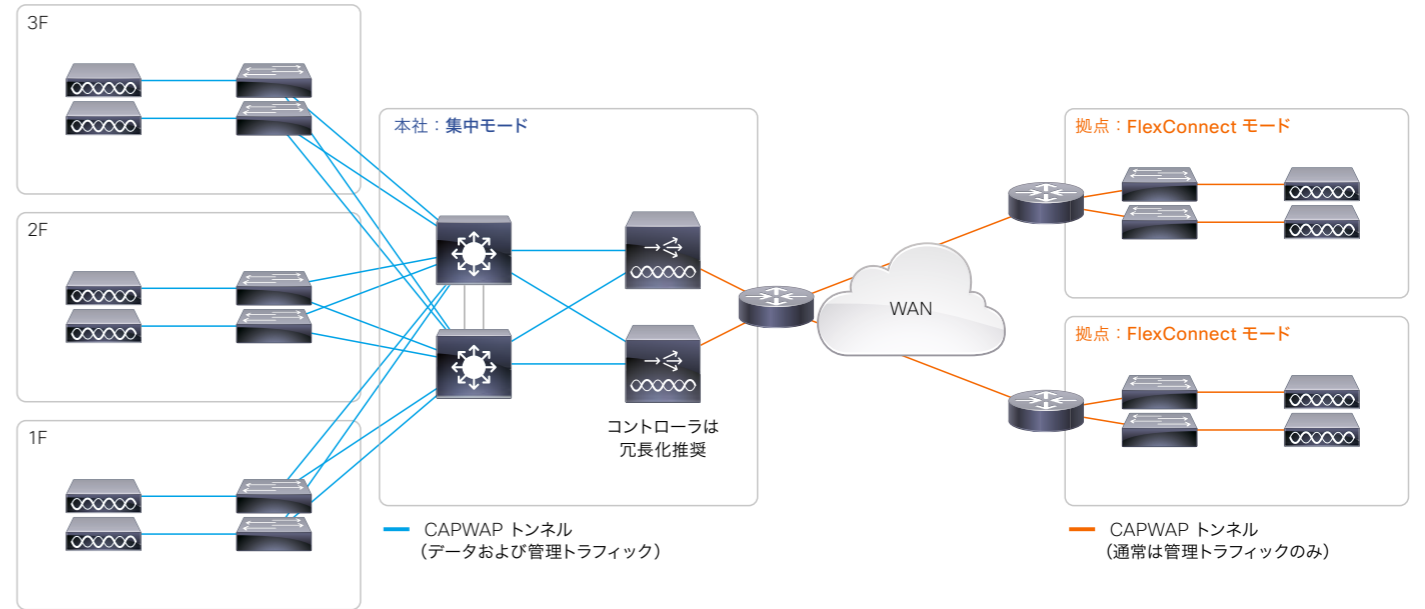 3F
本社：集中モード
拠点：FlexConnect モード
2F
WAN
拠点：FlexConnect モード
1F
コントローラは
冗長化推奨
CAPWAP トンネル
（データおよび管理トラフィック）
CAPWAP トンネル
（通常は管理トラフィックのみ）